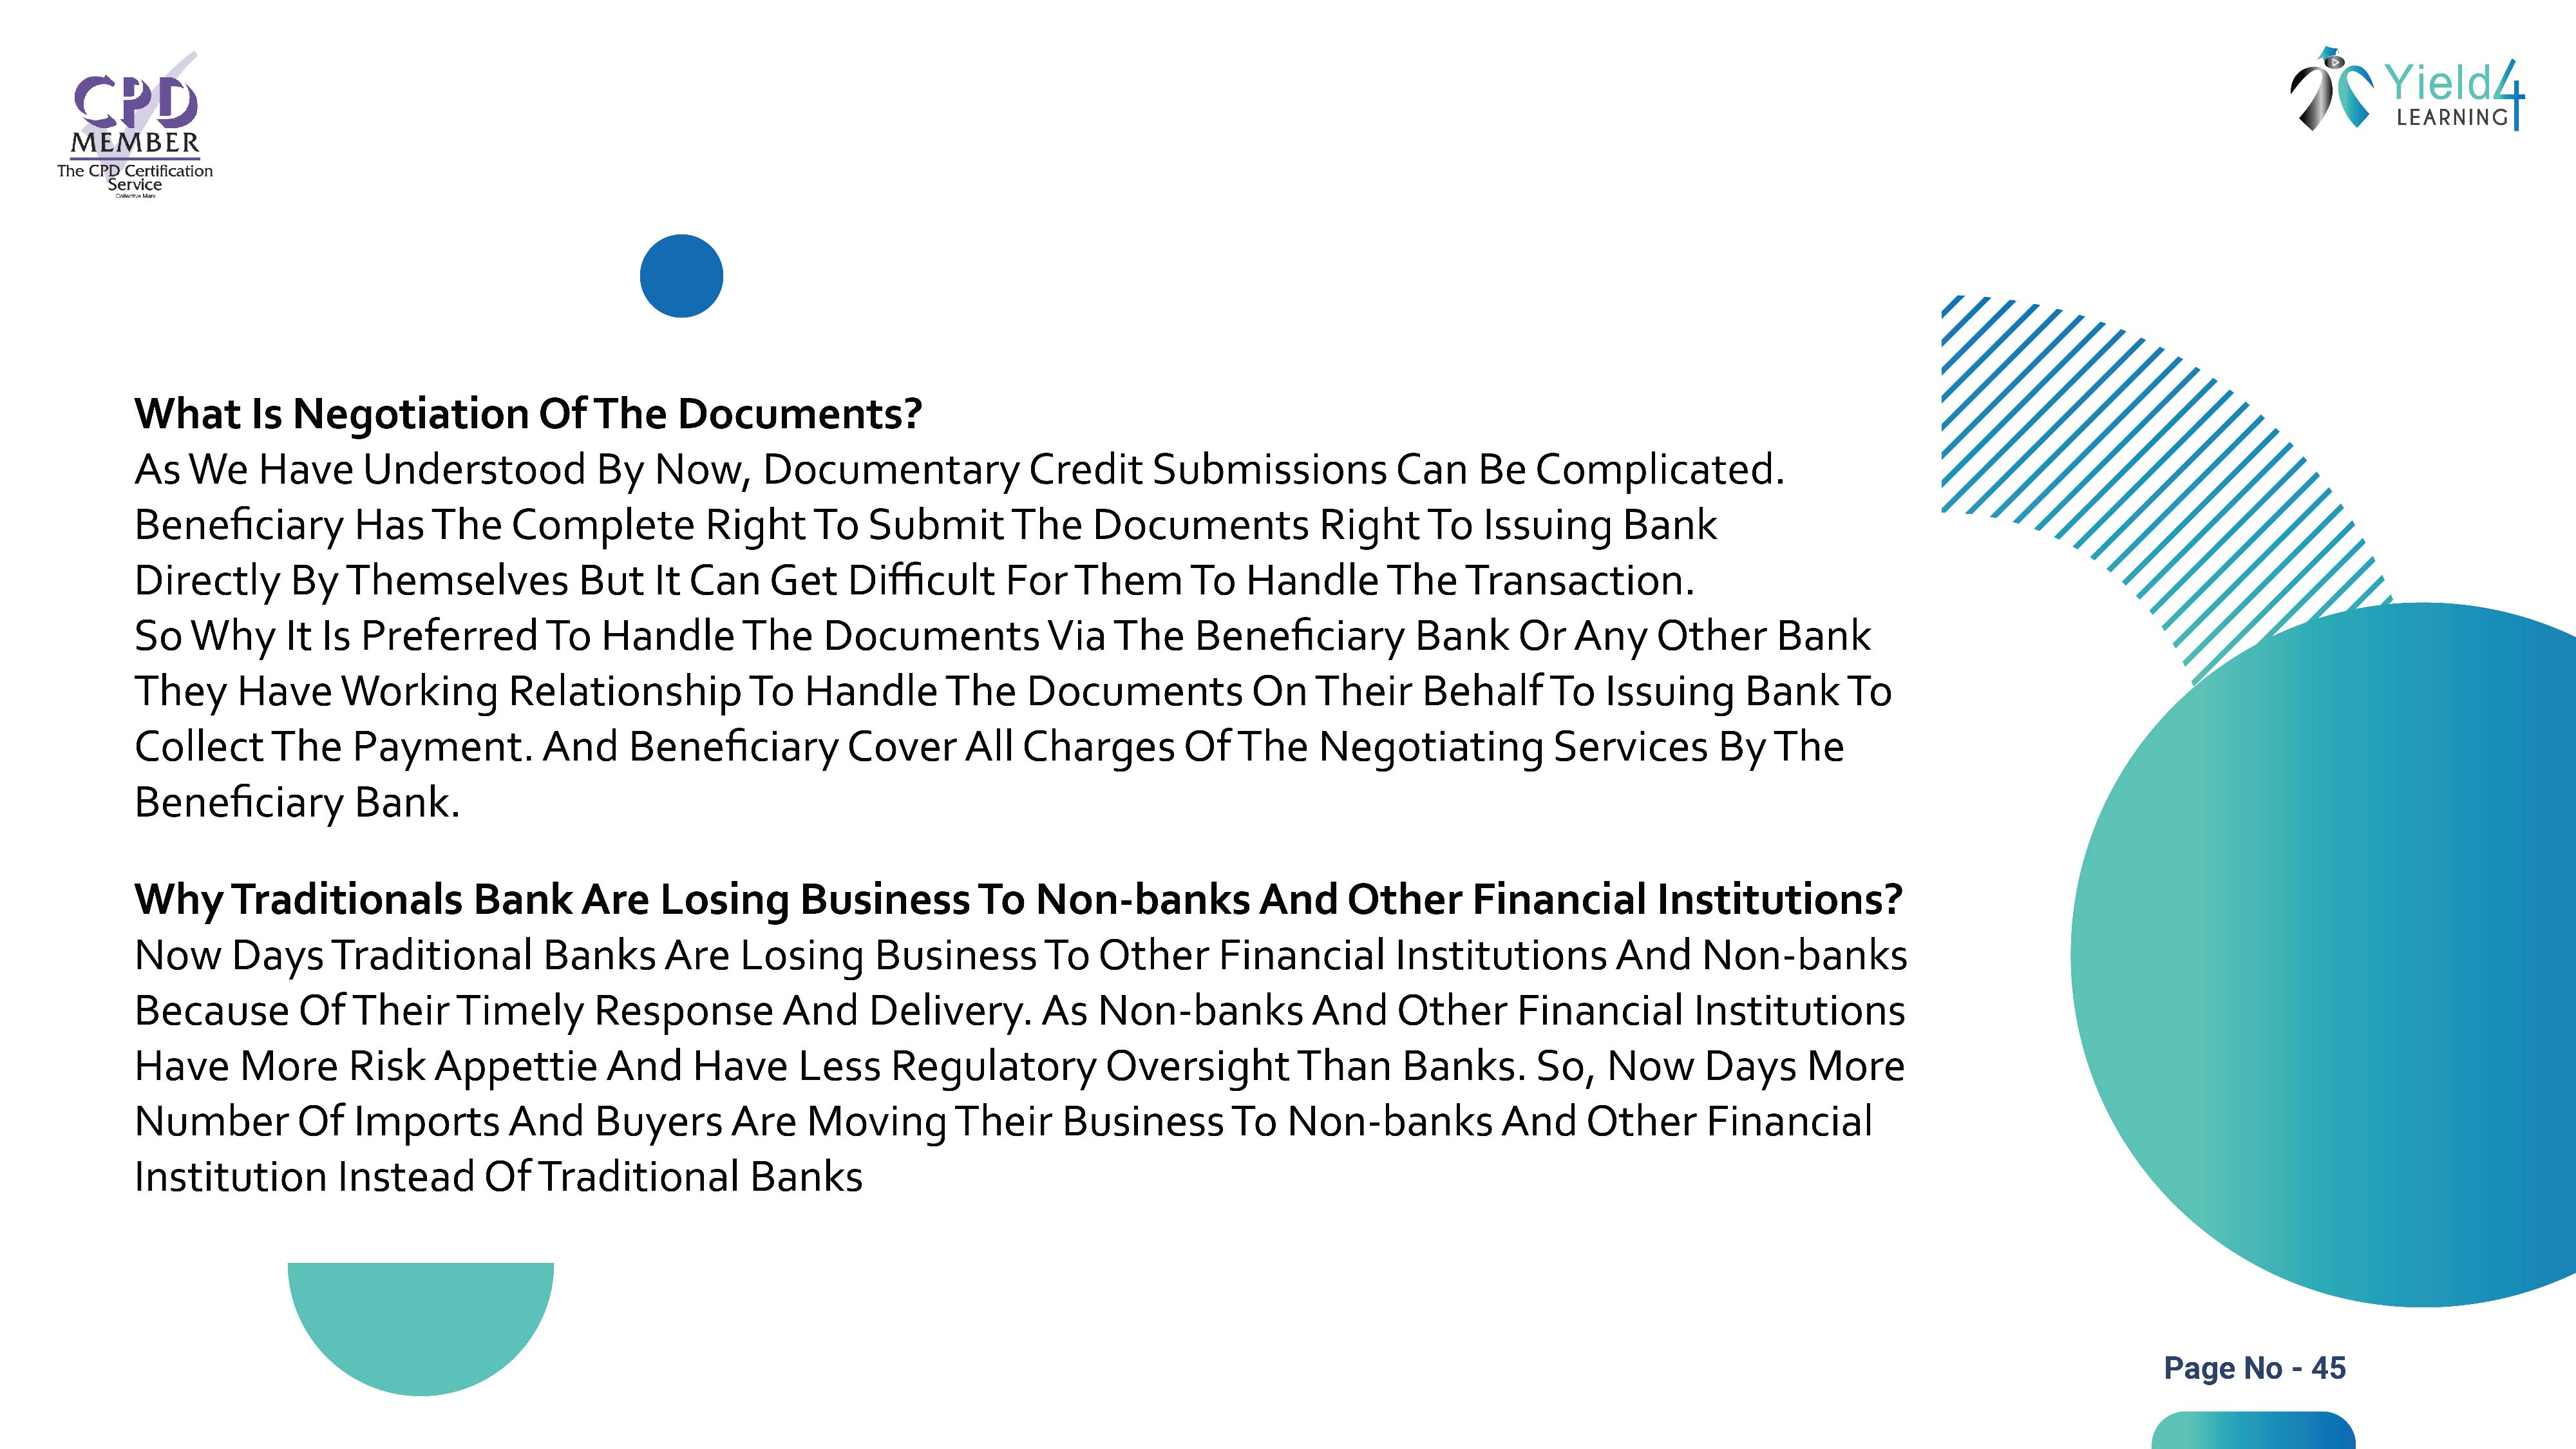 CPD
MEMBER
The CPD Certification
Service
Collective Mark
Yield4
LEARNING
What Is Negotiation Of The Documents?
As We Have Understood By Now, Documentary Credit Submissions Can Be Complicated.
Beneficiary Has The Complete Right To Submit The Documents Right To Issuing Bank
Directly By Themselves But It Can Get Difficult For Them To Handle The Transaction.
So Why It Is Preferred To Handle The Documents Via The Beneficiary Bank Or Any Other Bank
They Have Working Relationship To Handle The Documents On Their Behalf To Issuing Bank To
Collect The Payment. And Beneficiary Cover All Charges Of The Negotiating Services By The
Beneficiary Bank.
Why Traditionals Bank Are Losing Business To Non-banks And Other Financial Institutions?
Now Days Traditional Banks Are Losing Business To Other Financial Institutions And Non-banks
Because Of Their Timely Response And Delivery. As Non-banks And Other Financial Institutions
Have More Risk Appettie And Have Less Regulatory Oversight Than Banks. So, Now Days More
Number Of Imports And Buyers Are Moving Their Business To Non-banks And Other Financial
Institution Instead Of Traditional Banks
Page No - 45